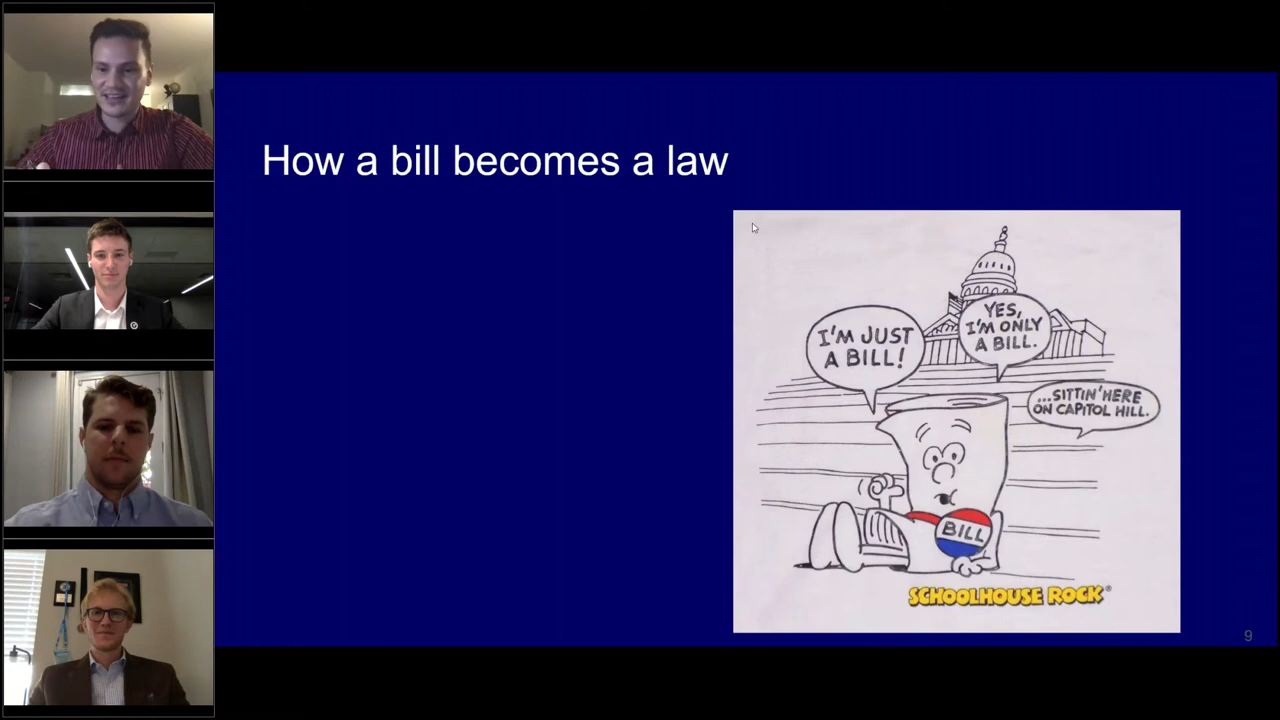 How a bill becomes a law
I'M JUST
A BILL!
YES,
I'M ONLY
A BILL.
...SITTIN' HERE
ON CAPITOL HILL.
BILL
SCHOOLHOUSE ROCK®
9